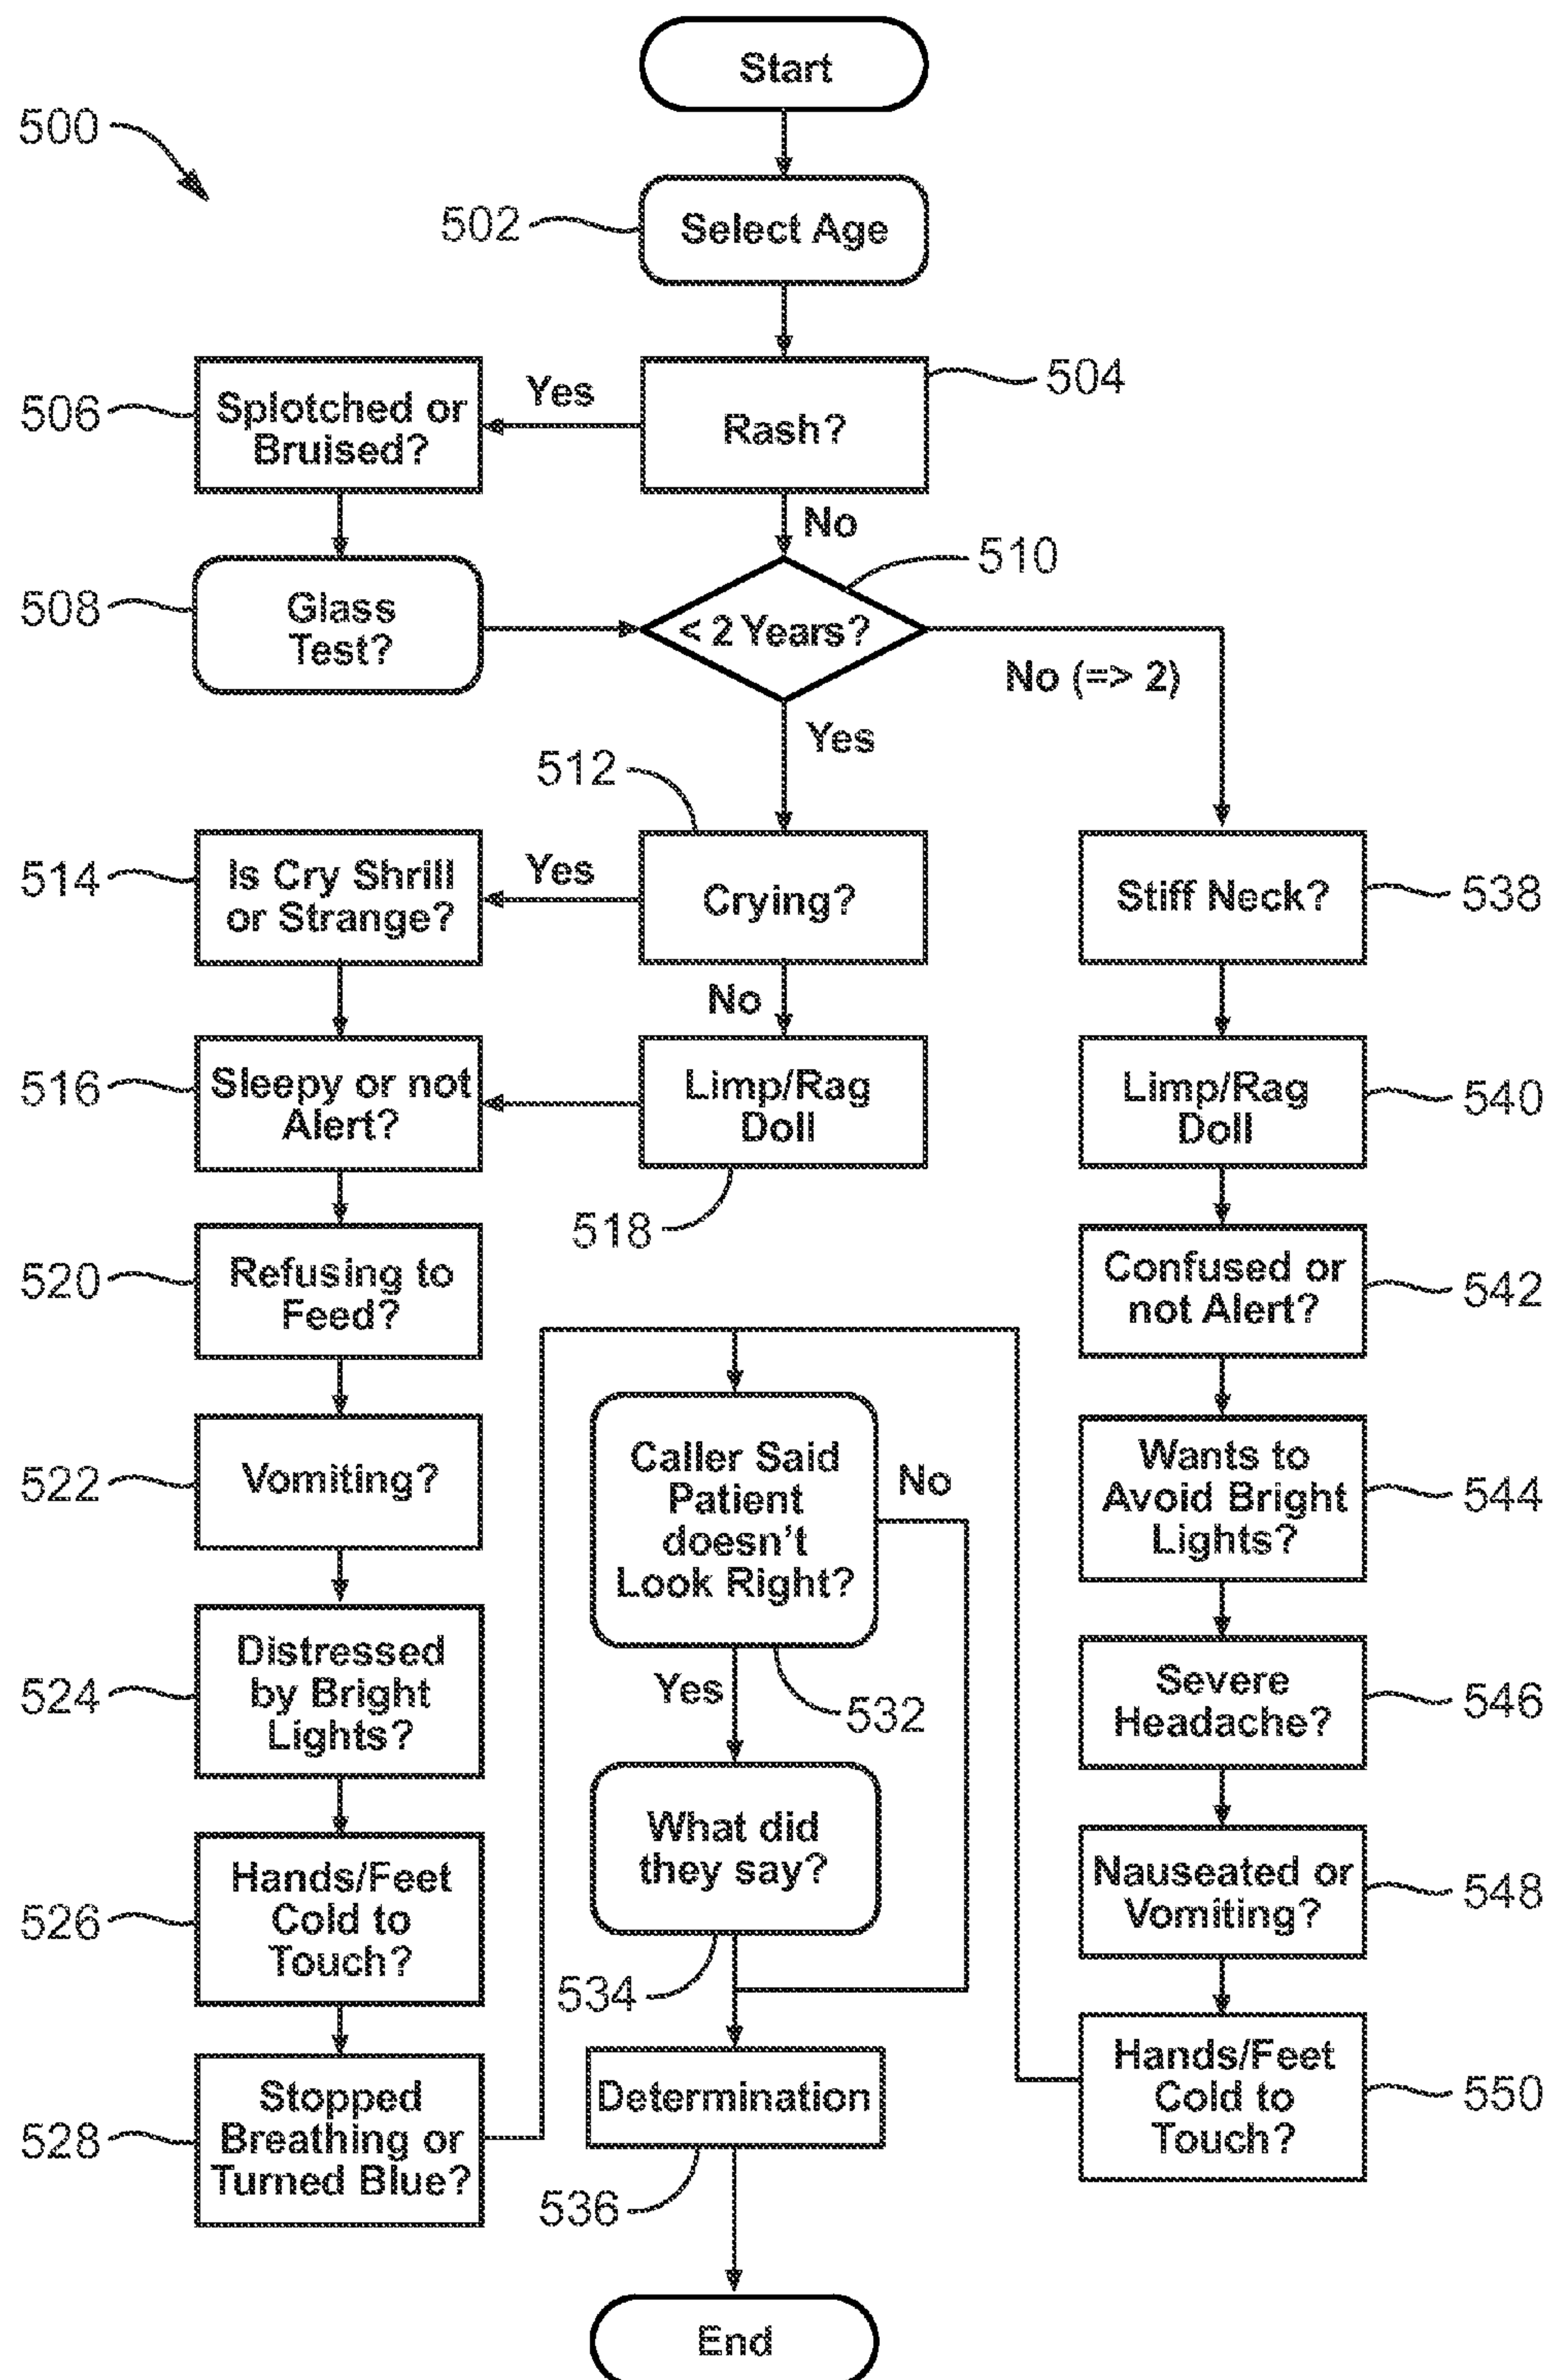 Start
500
502
Select Age
506
Splotched or
Bruised?
Yes
Rash?
504
No
510
508
Glass
Test?
< 2 Years?
No (=> 2)
Yes
512
514
Is Cry Shrill
or Strange?
Yes
Crying?
Stiff Neck?
538
No
516
Sleepy or not
Alert?
Limp/Rag
Doll
518
Limp/Rag
Doll
540
520
Refusing to
Feed?
Confused or
not Alert?
542
522
Vomiting?
Caller Said
Patient
doesn't
Look Right?
No
532
Yes
Wants to
Avoid Bright
Lights?
544
524
Distressed
by Bright
Lights?
Severe
Headache?
546
What did
they say?
534
526
Hands/Feet
Cold to
Touch?
Nauseated or
Vomiting?
548
528
Stopped
Breathing or
Turned Blue?
Determination
536
Hands/Feet
Cold to
Touch?
550
End